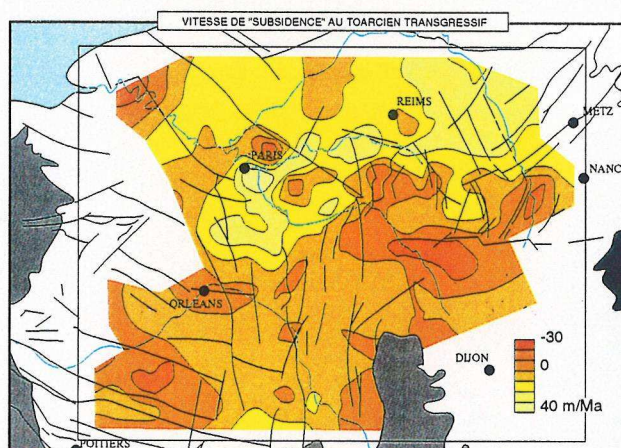 VITESSE DE "SUBSIDENCE" AU TOARCIEN TRANSGRESSIF
REIMS
METZ
PARIS
NANC
ORLEANS
DIJON
-30
0
40 m/Ma
POITIERS